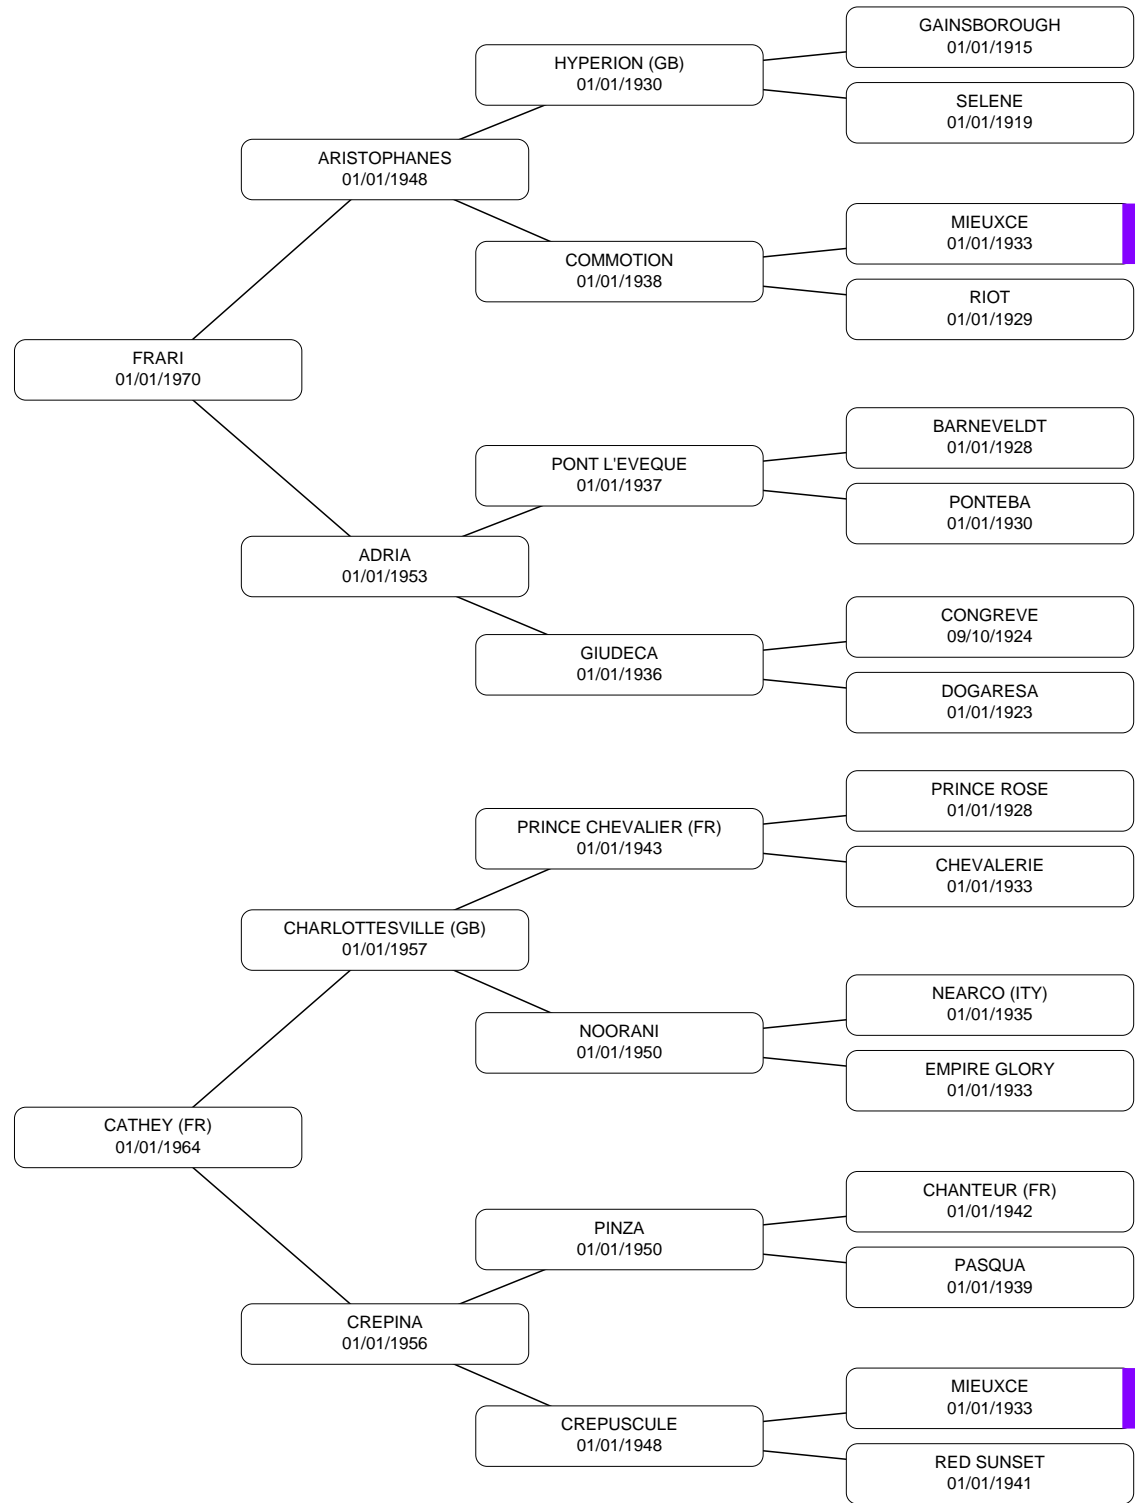 GAINSBOROUGH
01/01/1915
HYPERION (GB)
01/01/1930
SELENE
01/01/1919
ARISTOPHANES
01/01/1948
MIEUXCE
01/01/1933
COMMOTION
01/01/1938
RIOT
01/01/1929
FRARI
01/01/1970
BARNEVELDT
01/01/1928
PONT L'EVEQUE
01/01/1937
PONTEBA
01/01/1930
ADRIA
01/01/1953
CONGREVE
09/10/1924
GIUDECA
01/01/1936
DOGARESA
01/01/1923
PRINCE ROSE
01/01/1928
PRINCE CHEVALIER (FR)
01/01/1943
CHEVALERIE
01/01/1933
CHARLOTTESVILLE (GB)
01/01/1957
NEARCO (ITY)
01/01/1935
NOORANI
01/01/1950
EMPIRE GLORY
01/01/1933
CATHEY (FR)
01/01/1964
CHANTEUR (FR)
01/01/1942
PINZA
01/01/1950
PASQUA
01/01/1939
CREPINA
01/01/1956
MIEUXCE
01/01/1933
CREPUSCULE
01/01/1948
RED SUNSET
01/01/1941